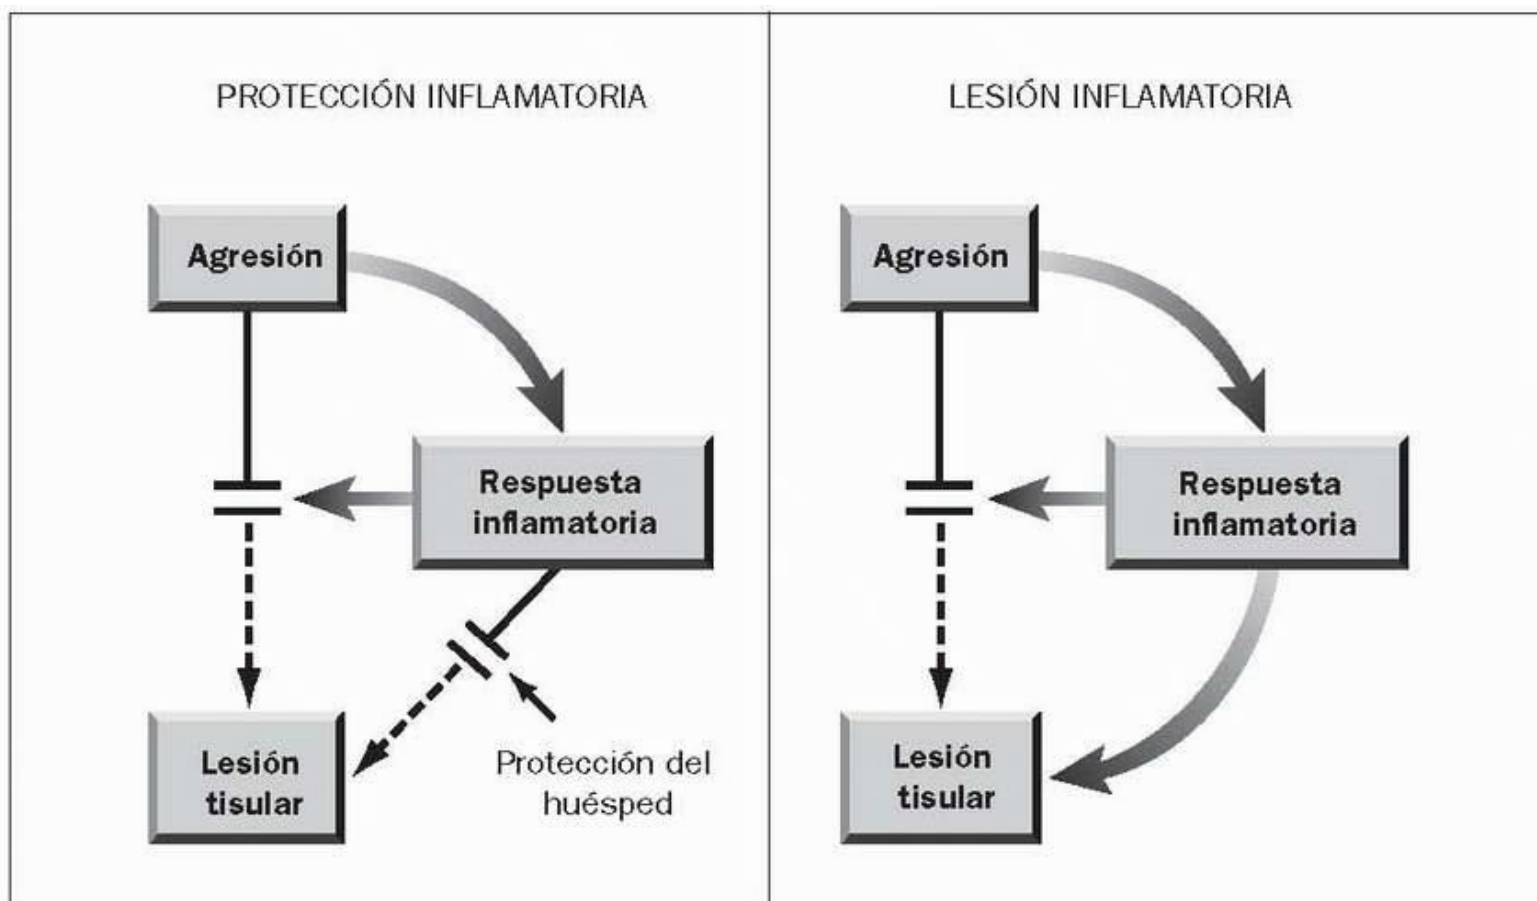 PROTECCIÓN INFLAMATORIA
Agresión
Respuesta
inflamatoria
Lesión
tisular
Protección del
huésped
LESIÓN INFLAMATORIA
Agresión
Respuesta
inflamatoria
Lesión
tisular